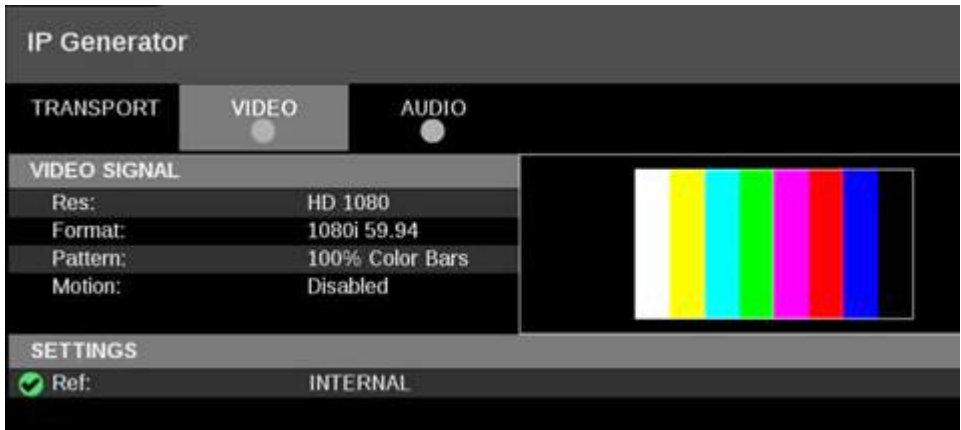 IP Generator
TRANSPORT VIDEO AUDIO
VIDEO SIGNAL
Res: HD 1080
Format: 1080i 59.94
Pattern: 100% Color Bars
Motion: Disabled
SETTINGS
Ref: INTERNAL